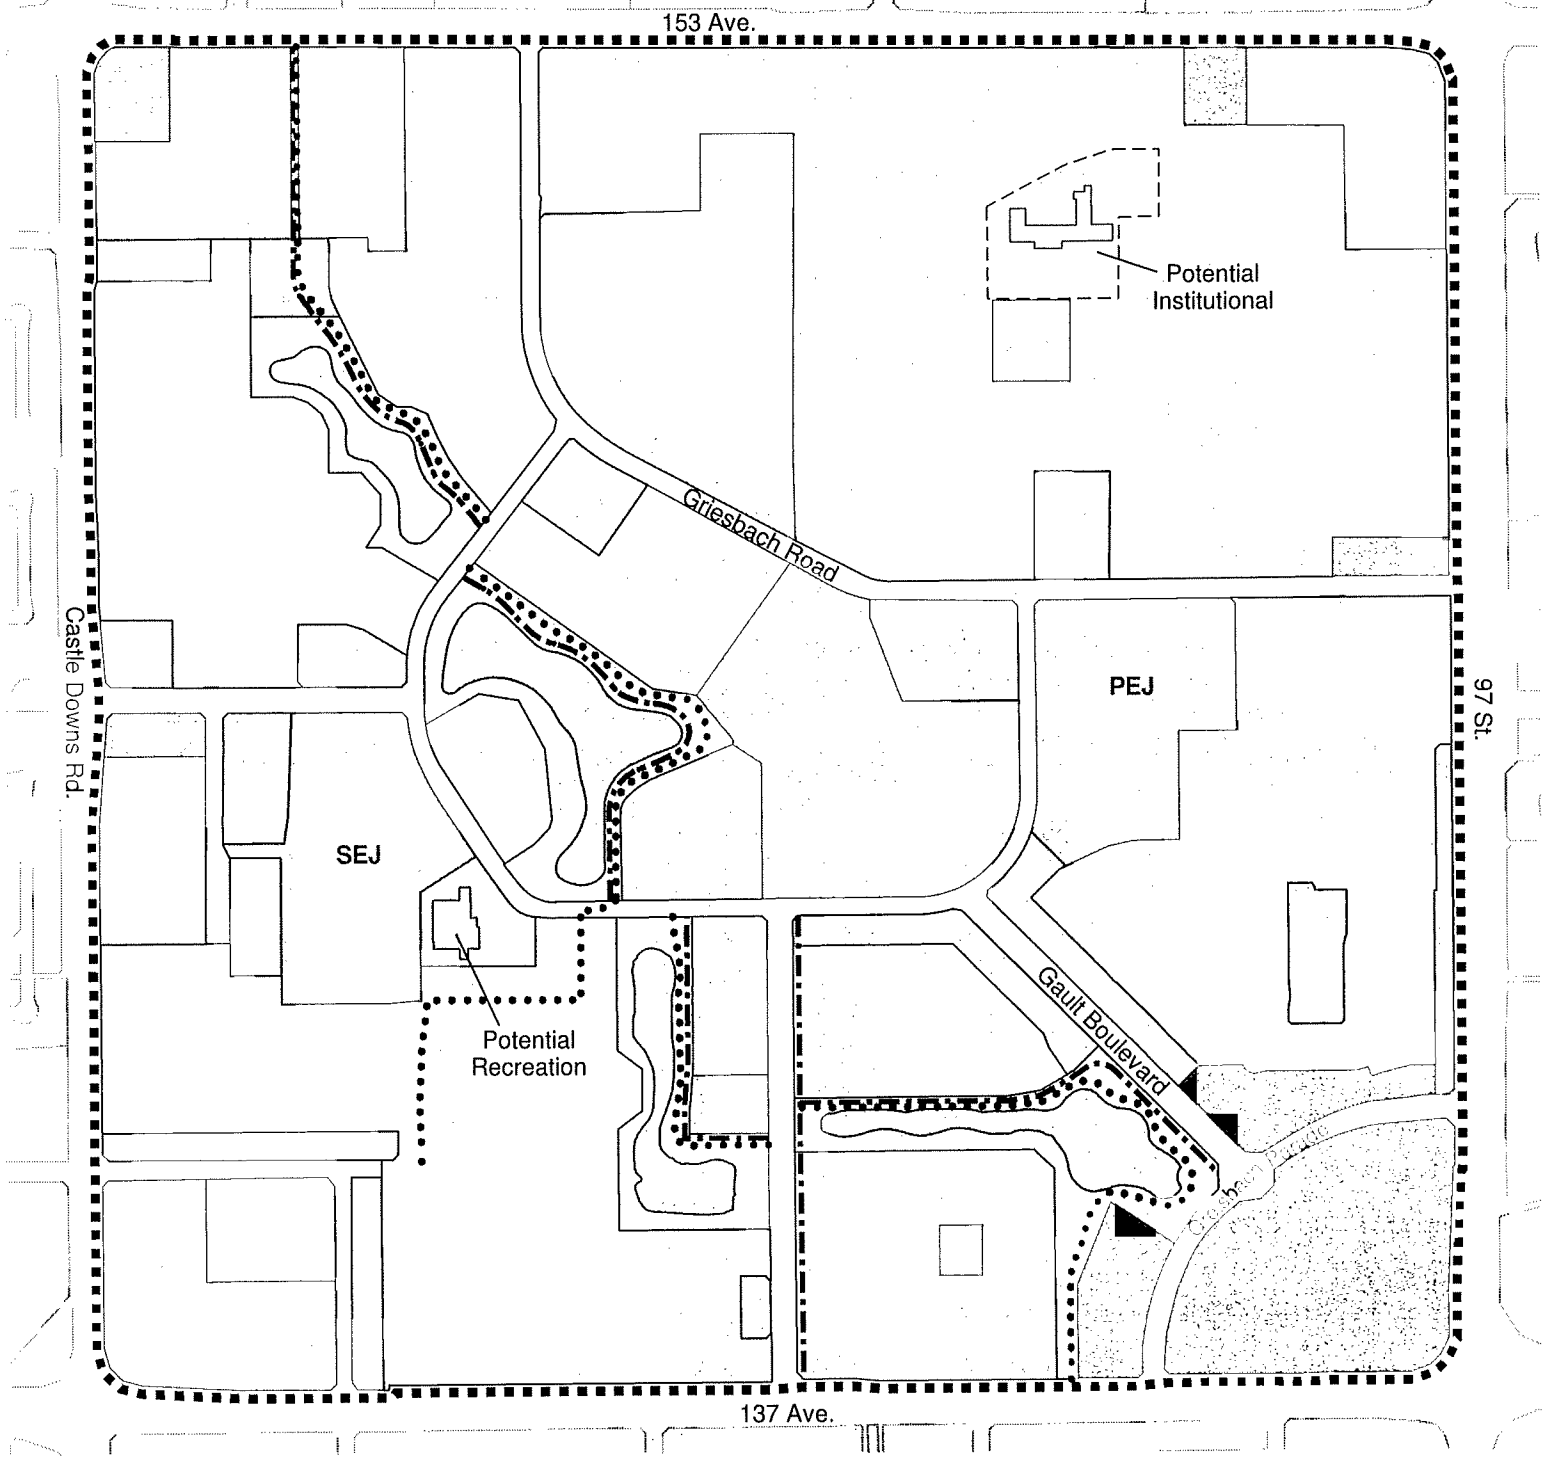 153 Ave.
Potential
Institutional
Griesbach Road
Castle Downs Rd.
PEJ
97 St.
SEJ
Gault Boulevard
Potential
Recreation
Parade
137 Ave.